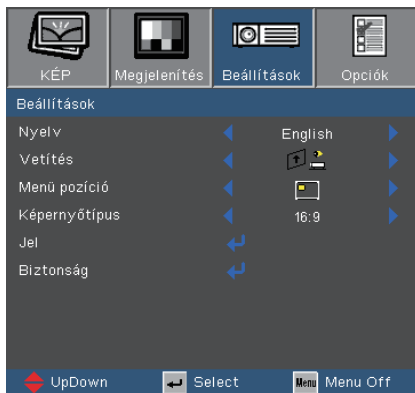 KÉP Megjelenítés Beállítások Opciók
Beállítások
Nyelv English
Vetítés
Menü pozíció
Képernyőtípus 16:9
Jel
Biztonság
UpDown Select Menu Menu Off